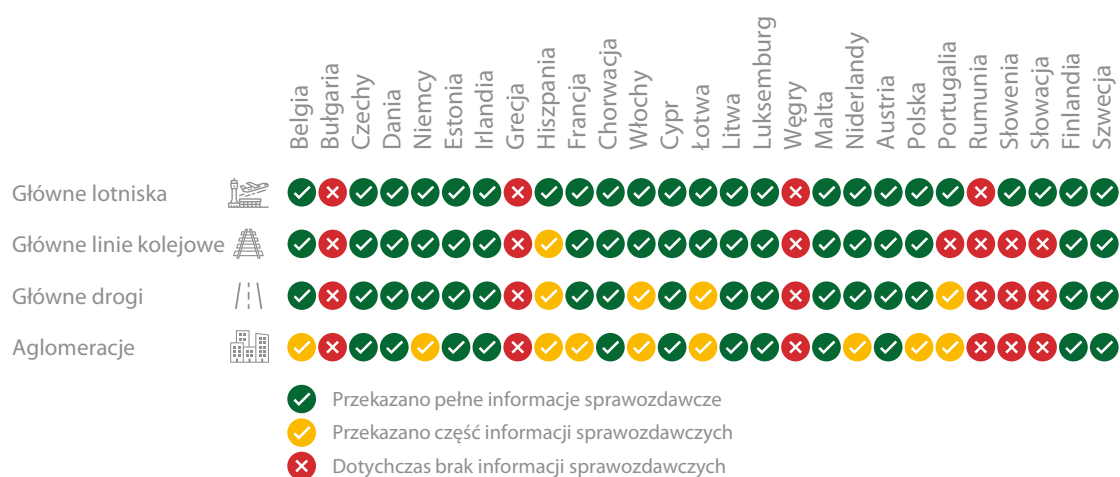 Belgia
Bułgaria
Czechy
Dania
Niemcy
Estonia
Irlandia
Grecja
Hiszpania
Francja
Chorwacja
Włochy
Cypr
Łotwa
Litwa
Luksemburg
Węgry
Malta
Niderlandy
Austria
Polska
Portugalia
Rumunia
Słowenia
Słowacja
Finlandia
Szwecja
Główne lotniska
Główne linie kolejowe
Główne drogi
Aglomeracje
Przekazano pełne informacje sprawozdawcze
Przekazano część informacji sprawozdawczych
Dotychczas brak informacji sprawozdawczych